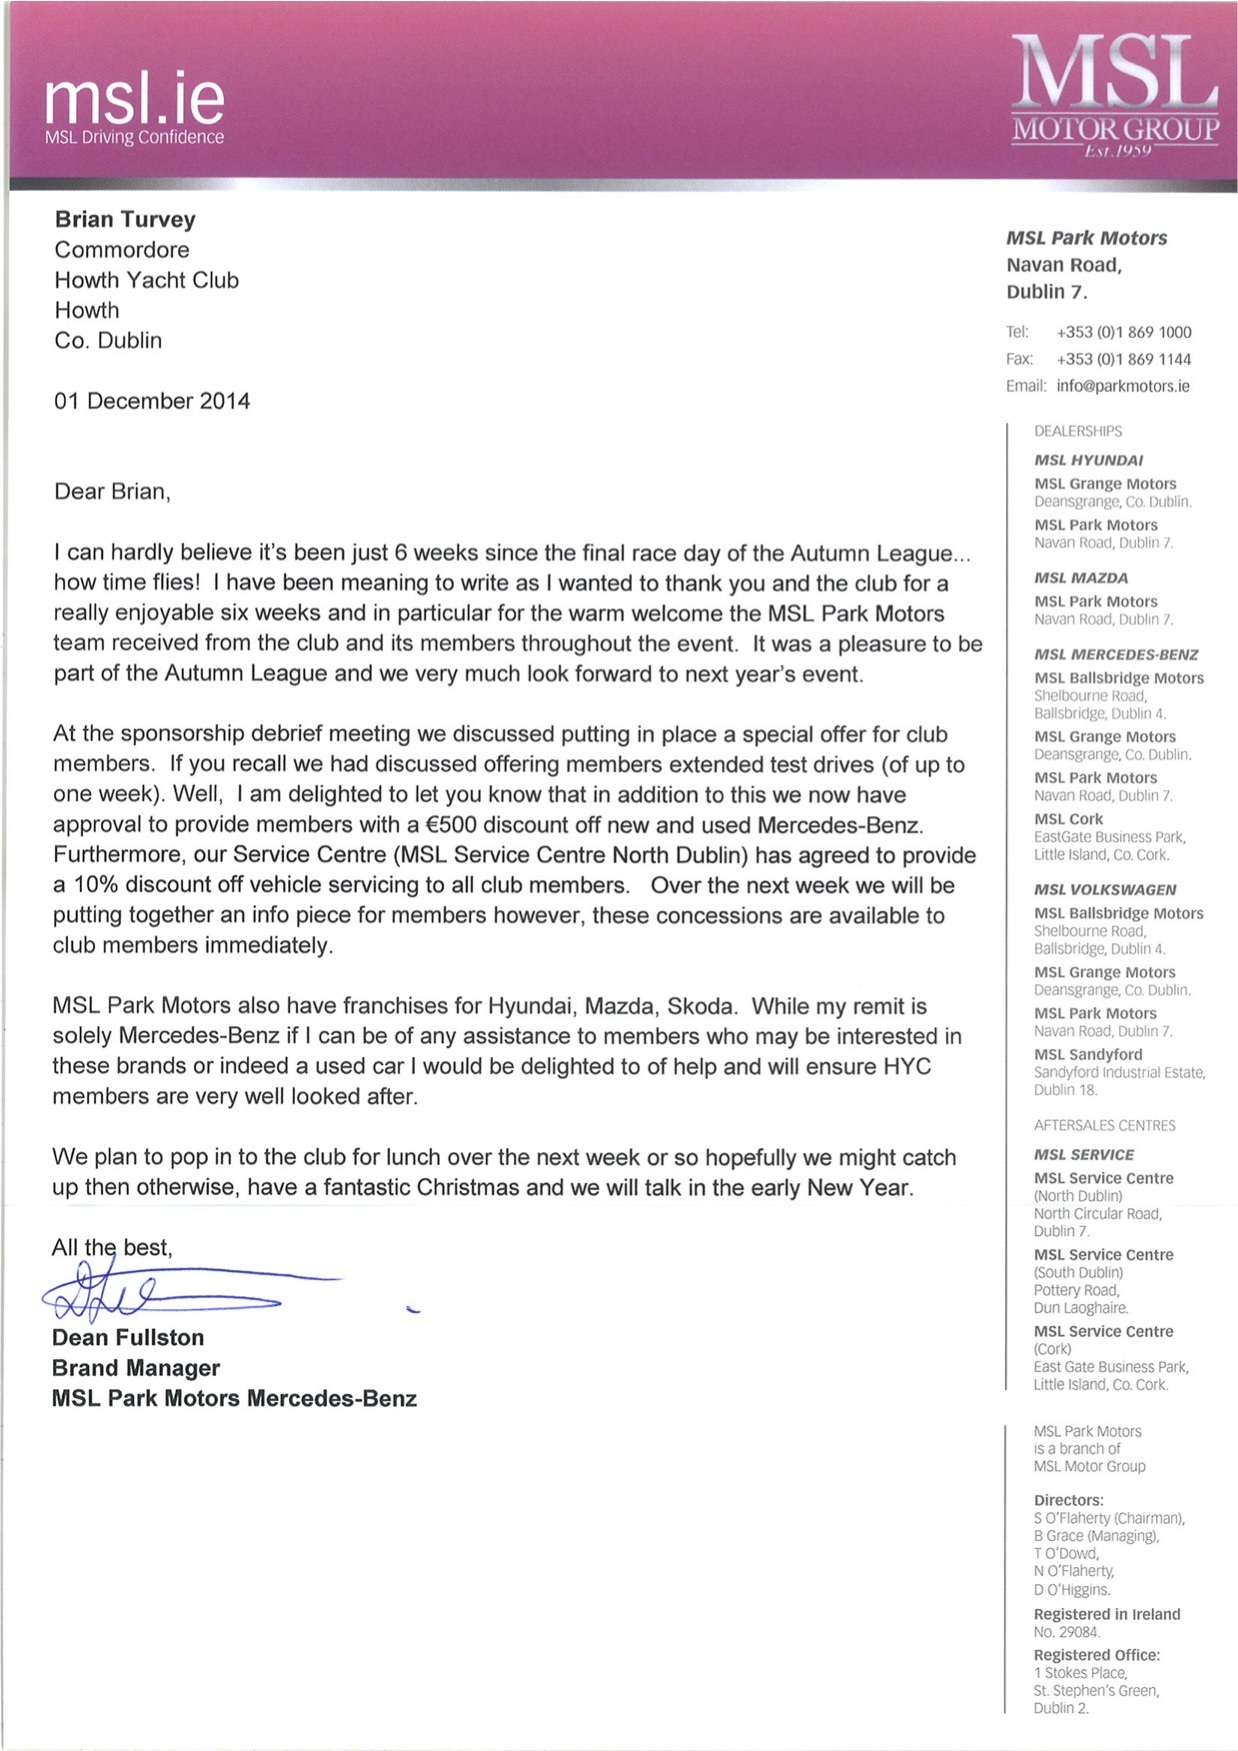 msl.ie
MSL Driving Confidence
MSL
MOTOR GROUP
Est.1959
Brian Turvey
Commordore
Howth Yacht Club
Howth
Co. Dublin
01 December 2014
Dear Brian,
I can hardly believe it's been just 6 weeks since the final race day of the Autumn League...
how time flies!  I have been meaning to write as I wanted to thank you and the club for a
really enjoyable six weeks and in particular for the warm welcome the MSL Park Motors
team received from the club and its members throughout the event.  It was a pleasure to be
part of the Autumn League and we very much look forward to next year's event.
At the sponsorship debrief meeting we discussed putting in place a special offer for club
members.  If you recall we had discussed offering members extended test drives (of up to
one week). Well,  I am delighted to let you know that in addition to this we now have
approval to provide members with a €500 discount off new and used Mercedes-Benz.
Furthermore, our Service Centre (MSL Service Centre North Dublin) has agreed to provide
a 10% discount off vehicle servicing to all club members.   Over the next week we will be
putting together an info piece for members however, these concessions are available to
club members immediately.
MSL Park Motors also have franchises for Hyundai, Mazda, Skoda.  While my remit is
solely Mercedes-Benz if I can be of any assistance to members who may be interested in
these brands or indeed a used car I would be delighted to of help and will ensure HYC
members are very well looked after.
We plan to pop in to the club for lunch over the next week or so hopefully we might catch
up then otherwise, have a fantastic Christmas and we will talk in the early New Year.
All the best,
Dean Fullston
Brand Manager
MSL Park Motors Mercedes-Benz
MSL Park Motors
Navan Road,
Dublin 7.
Tel: +353 (0)1 869 1000
Fax: +353 (0)1 869 1144
Email: info@parkmotors.ie
DEALERSHIPS
MSL HYUNDAI
MSL Grange Motors
Deansgrange, Co. Dublin.
MSL Park Motors
Navan Road, Dublin 7.
MSL MAZDA
MSL Park Motors
Navan Road, Dublin 7.
MSL MERCEDES-BENZ
MSL Ballsbridge Motors
Shelbourne Road,
Ballsbridge, Dublin 4.
MSL Grange Motors
Deansgrange, Co. Dublin.
MSL Park Motors
Navan Road, Dublin 7.
MSL Cork
EastGate Business Park,
Little Island, Co. Cork.
MSL VOLKSWAGEN
MSL Ballsbridge Motors
Shelbourne Road,
Ballsbridge, Dublin 4.
MSL Grange Motors
Deansgrange, Co. Dublin.
MSL Park Motors
Navan Road, Dublin 7.
MSL Sandyford
Sandyford Industrial Estate,
Dublin 18.
AFTERSALES CENTRES
MSL SERVICE
MSL Service Centre
(North Dublin)
North Circular Road,
Dublin 7.
MSL Service Centre
(South Dublin)
Pottery Road,
Dun Laoghaire.
MSL Service Centre
(Cork)
East Gate Business Park,
Little Island, Co. Cork.
MSL Park Motors
is a branch of
MSL Motor Group
Directors:
S O'Flaherty (Chairman),
B Grace (Managing),
T O'Dowd,
N O'Flaherty,
D O'Higgins.
Registered in Ireland
No. 29084.
Registered Office:
1 Stokes Place,
St. Stephen's Green,
Dublin 2.